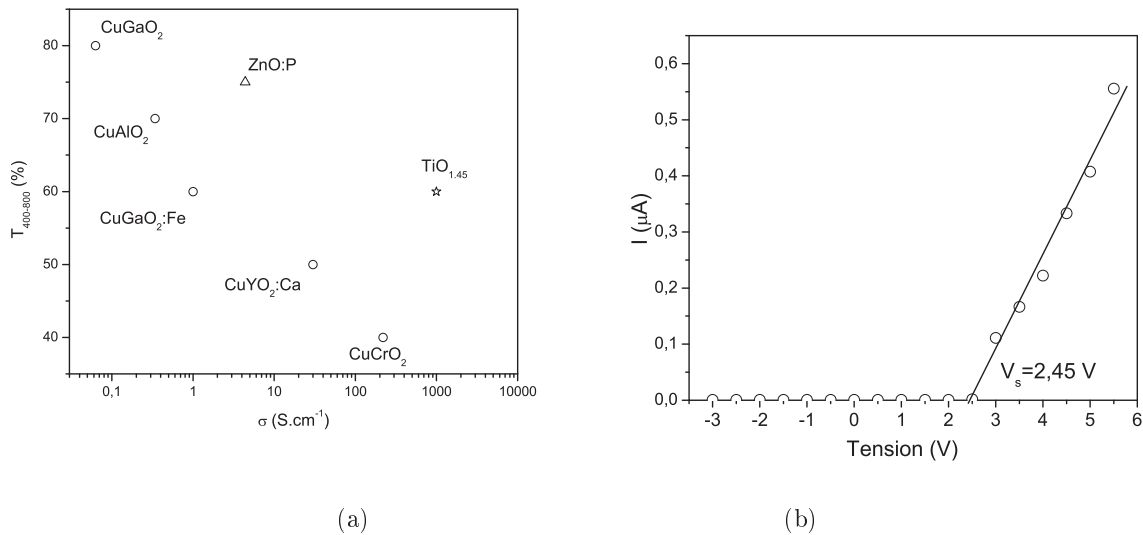 CuGaO₂
80
ZnO:P
70
CuAlO₂
TiO₁.₄₅
60
CuGaO₂:Fe
50
CuYO₂:Ca
40
CuCrO₂
T₄₀₀₋₈₀₀ (%)
0,1 1 10 100 1000 10000
σ (S.cm⁻¹)
(a)
0,6
0,5
0,4
0,3
0,2
0,1
0,0
I (µA)
Vₛ=2,45 V
-3 -2 -1 0 1 2 3 4 5 6
Tension (V)
(b)